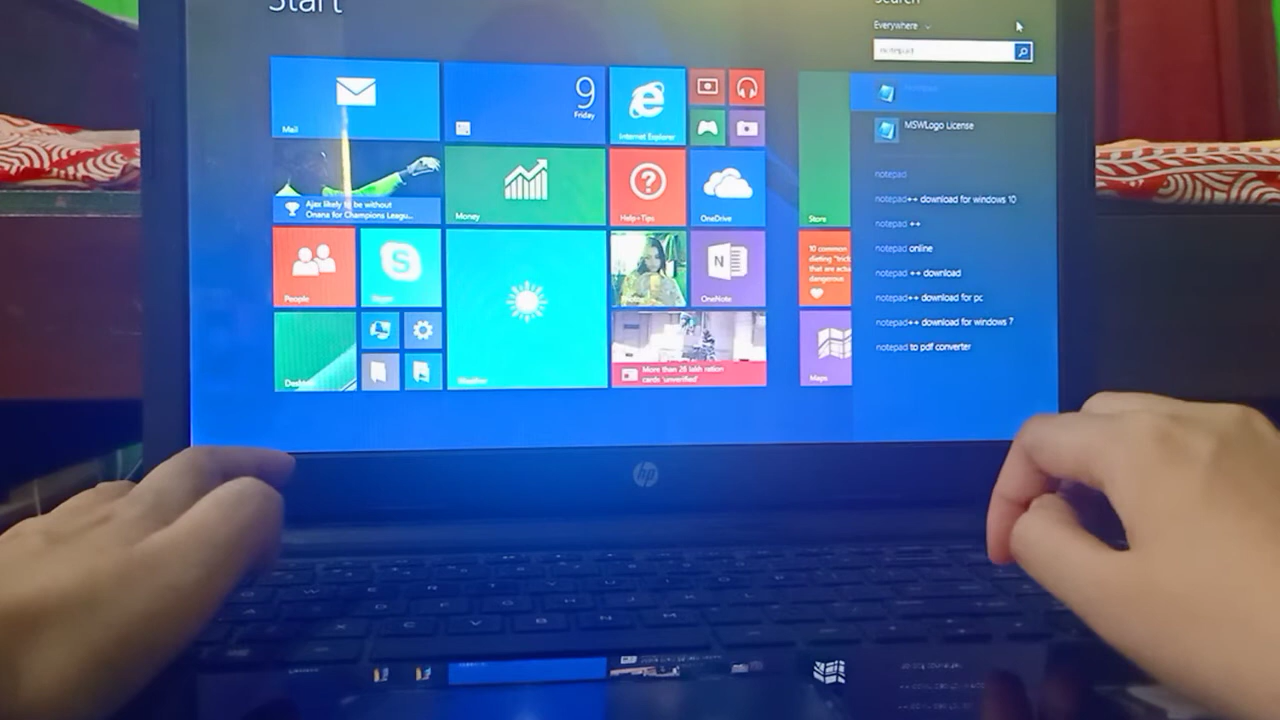 Start
Search
Everywhere
notepad
Mail
9
Friday
Internet Explorer
MSWLogo License
Ajax likely to be without
Onana for Champions Leagu...
Money
Help+Tips
OneDrive
Store
notepad
notepad++ download for windows 10
notepad ++
notepad online
notepad ++ download
notepad++ download for pc
notepad++ download for windows 7
notepad to pdf converter
People
S
N
OneNote
10 common
dieting "trick
that are actu
Desktop
Weather
More than 28 lakh ration
cards 'unverified'
Maps
hp
W
E
R
X
C
V
B
N
M